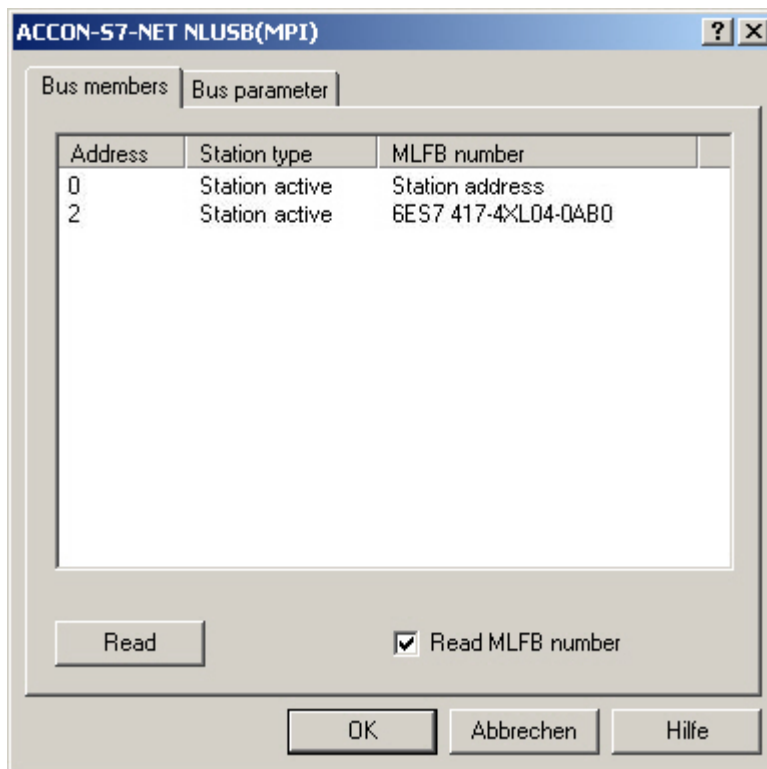 ACCON-S7-NET NLUSB(MPI)
Bus members Bus parameter
Address Station type MLFB number
0 Station active Station address
2 Station active 6ES7 417-4XL04-0AB0
Read Read MLFB number
OK Abbrechen Hilfe